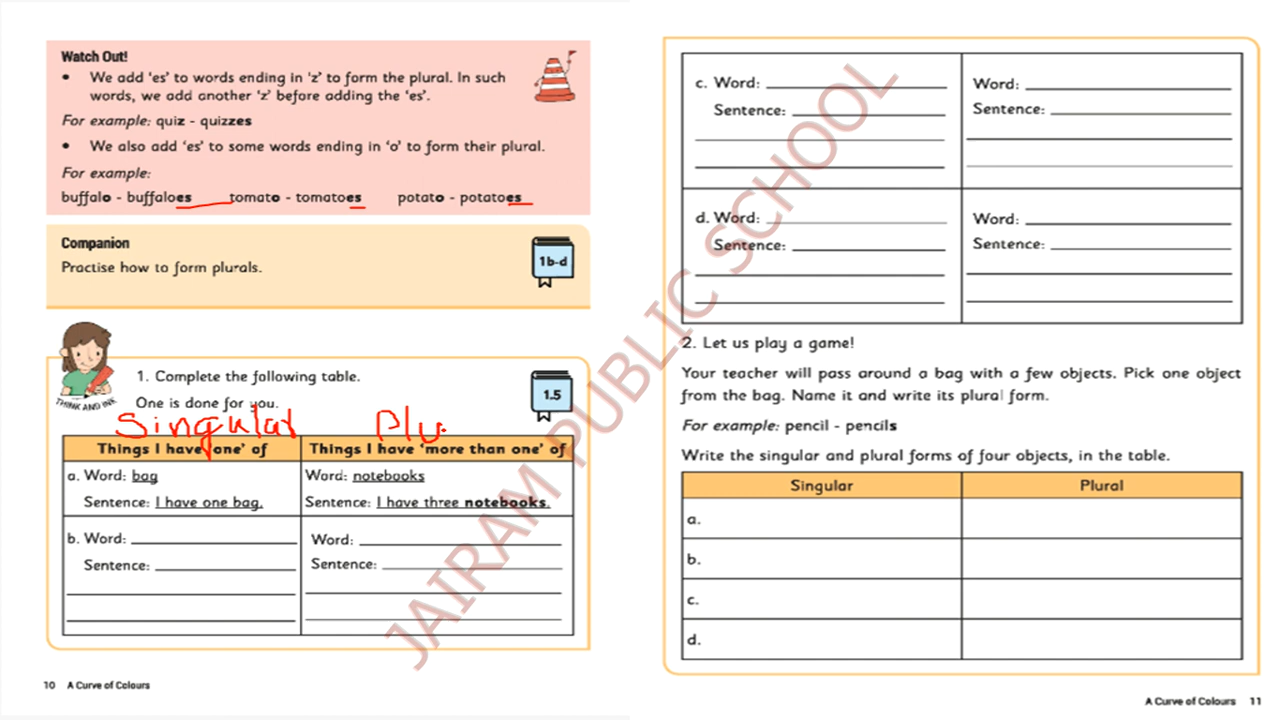 Watch Out!
• We add 'es' to words ending in 'z' to form the plural. In such
words, we add another 'z' before adding the 'es'.
For example: quiz - quizzes
• We also add 'es' to some words ending in 'o' to form their plural.
For example:
buffalo - buffaloes tomato - tomatoes potato - potatoes
Companion
Practise how to form plurals.
1b-d
THINK AND INK
1. Complete the following table.
One is done for you.
1.5
Singular Plu
Things I have 'one' of Things I have 'more than one' of
a. Word: bag Word: notebooks
Sentence: I have one bag. Sentence: I have three notebooks.
b. Word: Word:
Sentence: Sentence:
10 A Curve of Colours
c. Word: Word:
Sentence: Sentence:
d. Word: Word:
Sentence: Sentence:
2. Let us play a game!
Your teacher will pass around a bag with a few objects. Pick one object
from the bag. Name it and write its plural form.
For example: pencil - pencils
Write the singular and plural forms of four objects, in the table.
Singular Plural
a.
b.
c.
d.
A Curve of Colours 11
JAIRAM PUBLIC SCHOOL